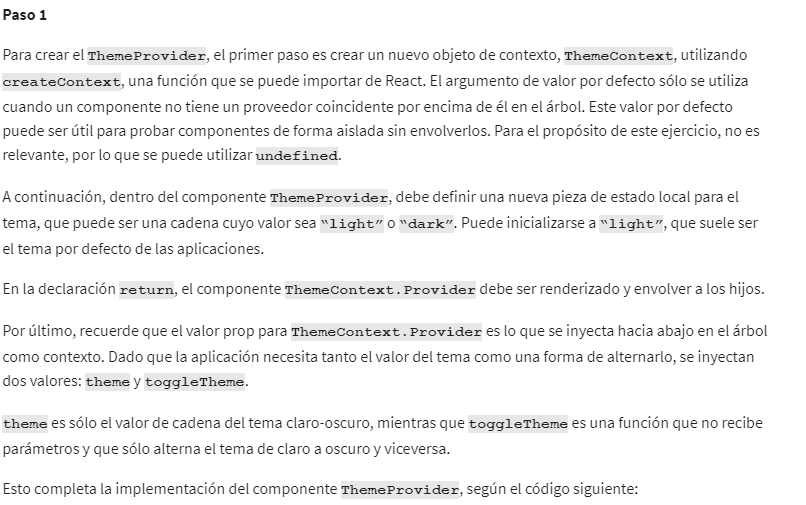 Paso 1
Para crear el ThemeProvider, el primer paso es crear un nuevo objeto de contexto, ThemeContext, utilizando
createContext, una función que se puede importar de React. El argumento de valor por defecto sólo se utiliza
cuando un componente no tiene un proveedor coincidente por encima de él en el árbol. Este valor por defecto
puede ser útil para probar componentes de forma aislada sin envolverlos. Para el propósito de este ejercicio, no es
relevante, por lo que se puede utilizar undefined.
A continuación, dentro del componente ThemeProvider, debe definir una nueva pieza de estado local para el
tema, que puede ser una cadena cuyo valor sea “light” o “dark”. Puede inicializarse a “light”, que suele ser
el tema por defecto de las aplicaciones.
En la declaración return, el componente ThemeContext.Provider debe ser renderizado y envolver a los hijos.
Por último, recuerde que el valor prop para ThemeContext.Provider es lo que se inyecta hacia abajo en el árbol
como contexto. Dado que la aplicación necesita tanto el valor del tema como una forma de alternarlo, se inyectan
dos valores: theme y toggleTheme.
theme es sólo el valor de cadena del tema claro-oscuro, mientras que toggleTheme es una función que no recibe
parámetros y que sólo alterna el tema de claro a oscuro y viceversa.
Esto completa la implementación del componente ThemeProvider, según el código siguiente: